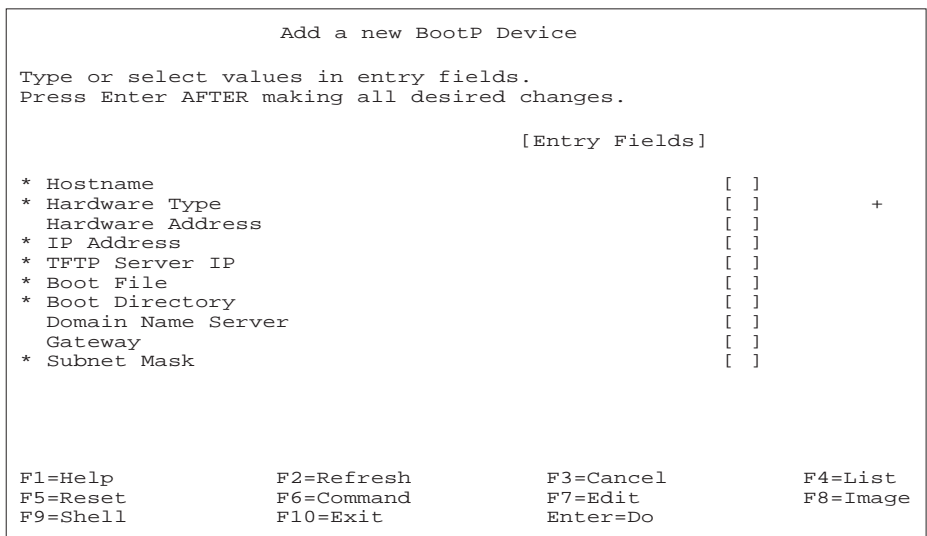 Add a new BootP Device
Type or select values in entry fields.
Press Enter AFTER making all desired changes.
[Entry Fields]
* Hostname [ ]
* Hardware Type [ ] +
Hardware Address [ ]
* IP Address [ ]
* TFTP Server IP [ ]
* Boot File [ ]
* Boot Directory [ ]
Domain Name Server [ ]
Gateway [ ]
* Subnet Mask [ ]
F1=Help F2=Refresh F3=Cancel F4=List
F5=Reset F6=Command F7=Edit F8=Image
F9=Shell F10=Exit Enter=Do